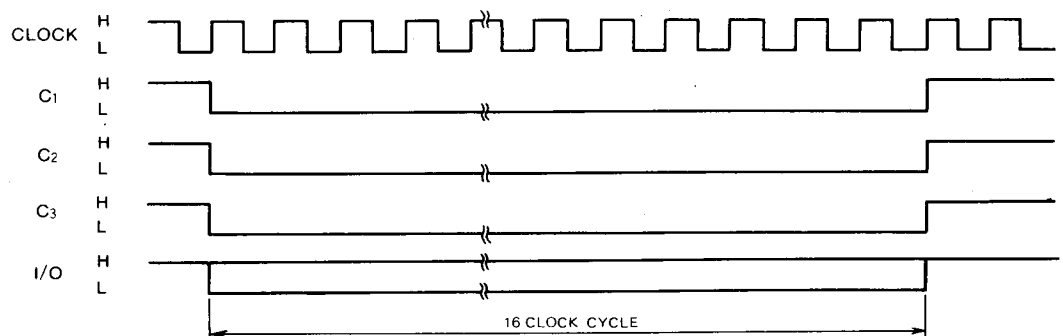 CLOCK H
L
C1 H
L
C2 H
L
C3 H
L
I/O H
L
16 CLOCK CYCLE